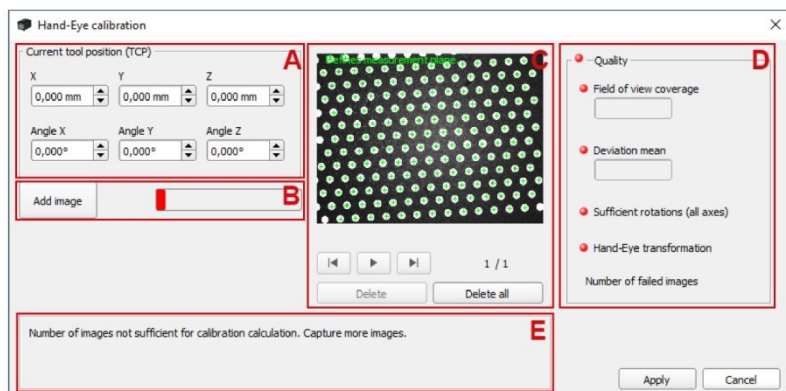 Hand-Eye calibration
Current tool position (TCP)
A
X Y Z
0,000 mm 0,000 mm 0,000 mm
Angle X Angle Y Angle Z
0,000° 0,000° 0,000°
Add image
B
Defines measurement plane
C
1 / 1
Delete Delete all
D
Quality
Field of view coverage
Deviation mean
Sufficient rotations (all axes)
Hand-Eye transformation
Number of failed images
Number of images not sufficient for calibration calculation. Capture more images.
E
Apply Cancel